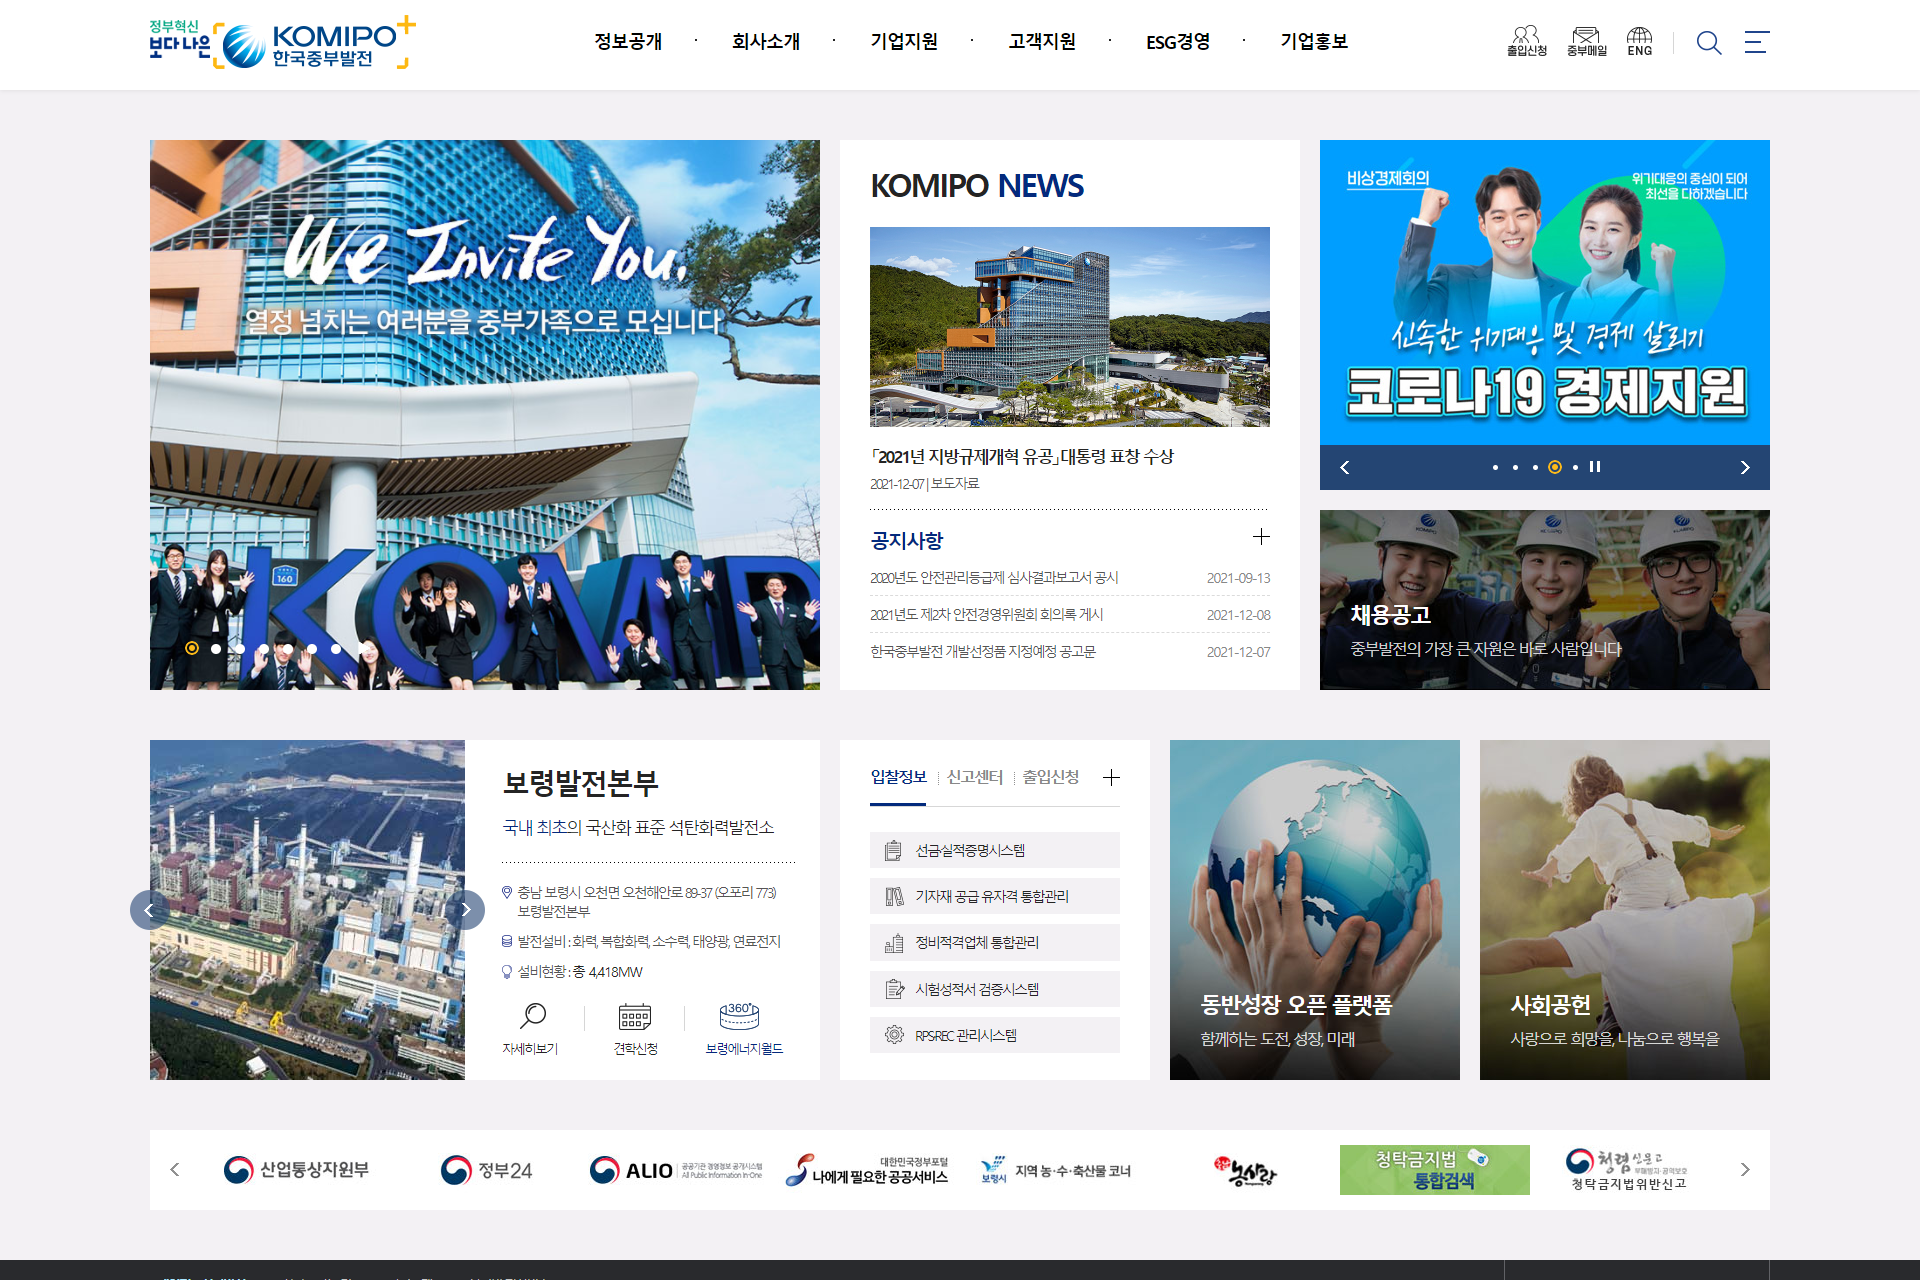 정부혁신
보다나은
KOMIPO
한국중부발전
정보공개
회사소개
기업지원
고객지원
ESG경영
기업홍보
출입신청
중부메일
ENG
We Invite You,
열정 넘치는 여러분을 중부가족으로 모십니다
160
KOMIP
KOMIPO NEWS
「2021년 지방규제개혁 유공」대통령 표창 수상
2021-12-07 | 보도자료
공지사항
2020년도 안전관리등급제 심사결과보고서 공시 2021-09-13
2021년도 제2차 안전경영위원회 회의록 게시 2021-12-08
한국중부발전 개발선정품 지정예정 공고문 2021-12-07
비상경제회의
위기대응의 중심이 되어
최선을 다하겠습니다
신속한 위기대응 및 경제 살리기
코로나19 경제지원
KOMIPO
KOMIPO
KOMIPO
채용공고
중부발전의 가장 큰 자원은 바로 사람입니다
보령발전본부
국내 최초의 국산화 표준 석탄화력발전소
충남 보령시 오천면 오천해안로 89-37 (오포리 773)
보령발전본부
발전설비 : 화력, 복합화력, 소수력, 태양광, 연료전지
설비현황 : 총 4,418MW
자세히보기
견학신청
360°
보령에너지월드
입찰정보
신고센터
출입신청
선금·실적증명시스템
기자재 공급 유자격 통합관리
정비적격업체 통합관리
시험성적서 검증시스템
RPS·REC 관리시스템
동반성장 오픈 플랫폼
함께하는 도전, 성장, 미래
사회공헌
사랑으로 희망을, 나눔으로 행복을
산업통상자원부
정부24
ALIO
공공기관 경영정보 공개시스템
All Public Information In-One
대한민국정부포털
나에게 필요한 공공서비스
보령시
지역 농·수·축산물 코너
농사랑
청탁금지법
통합검색
청렴신문고
부패방지·공익보호
청탁금지법위반신고